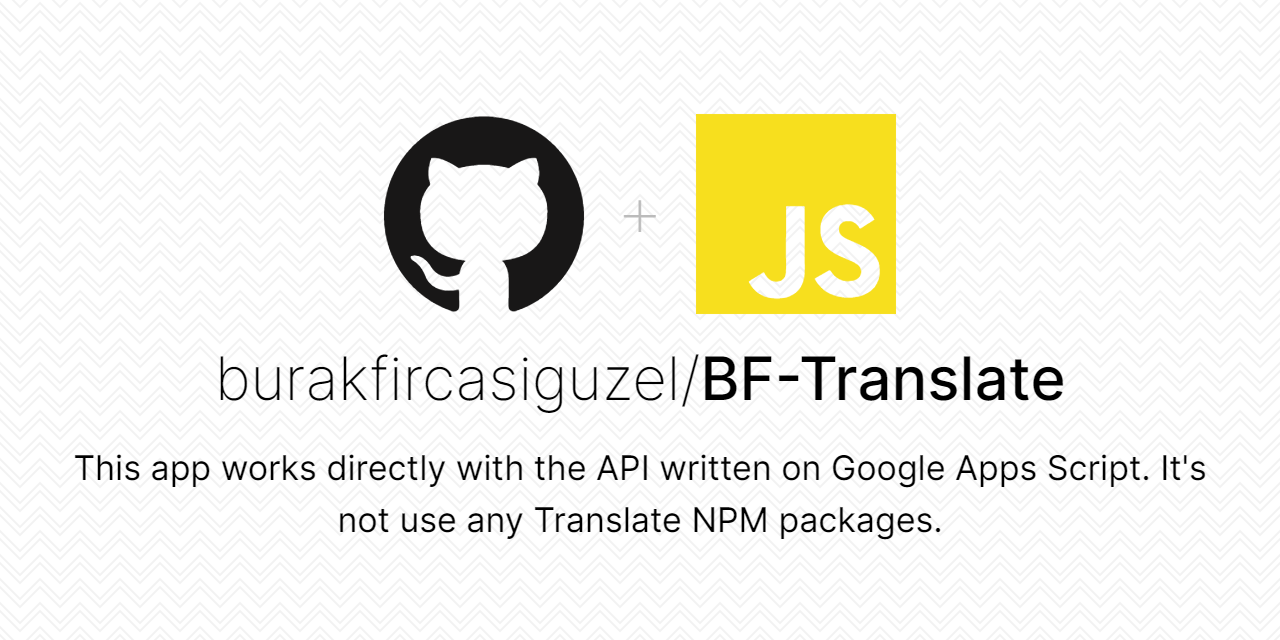 JS
burakfircasiguzel/BF-Translate
This app works directly with the API written on Google Apps Script. It's
not use any Translate NPM packages.